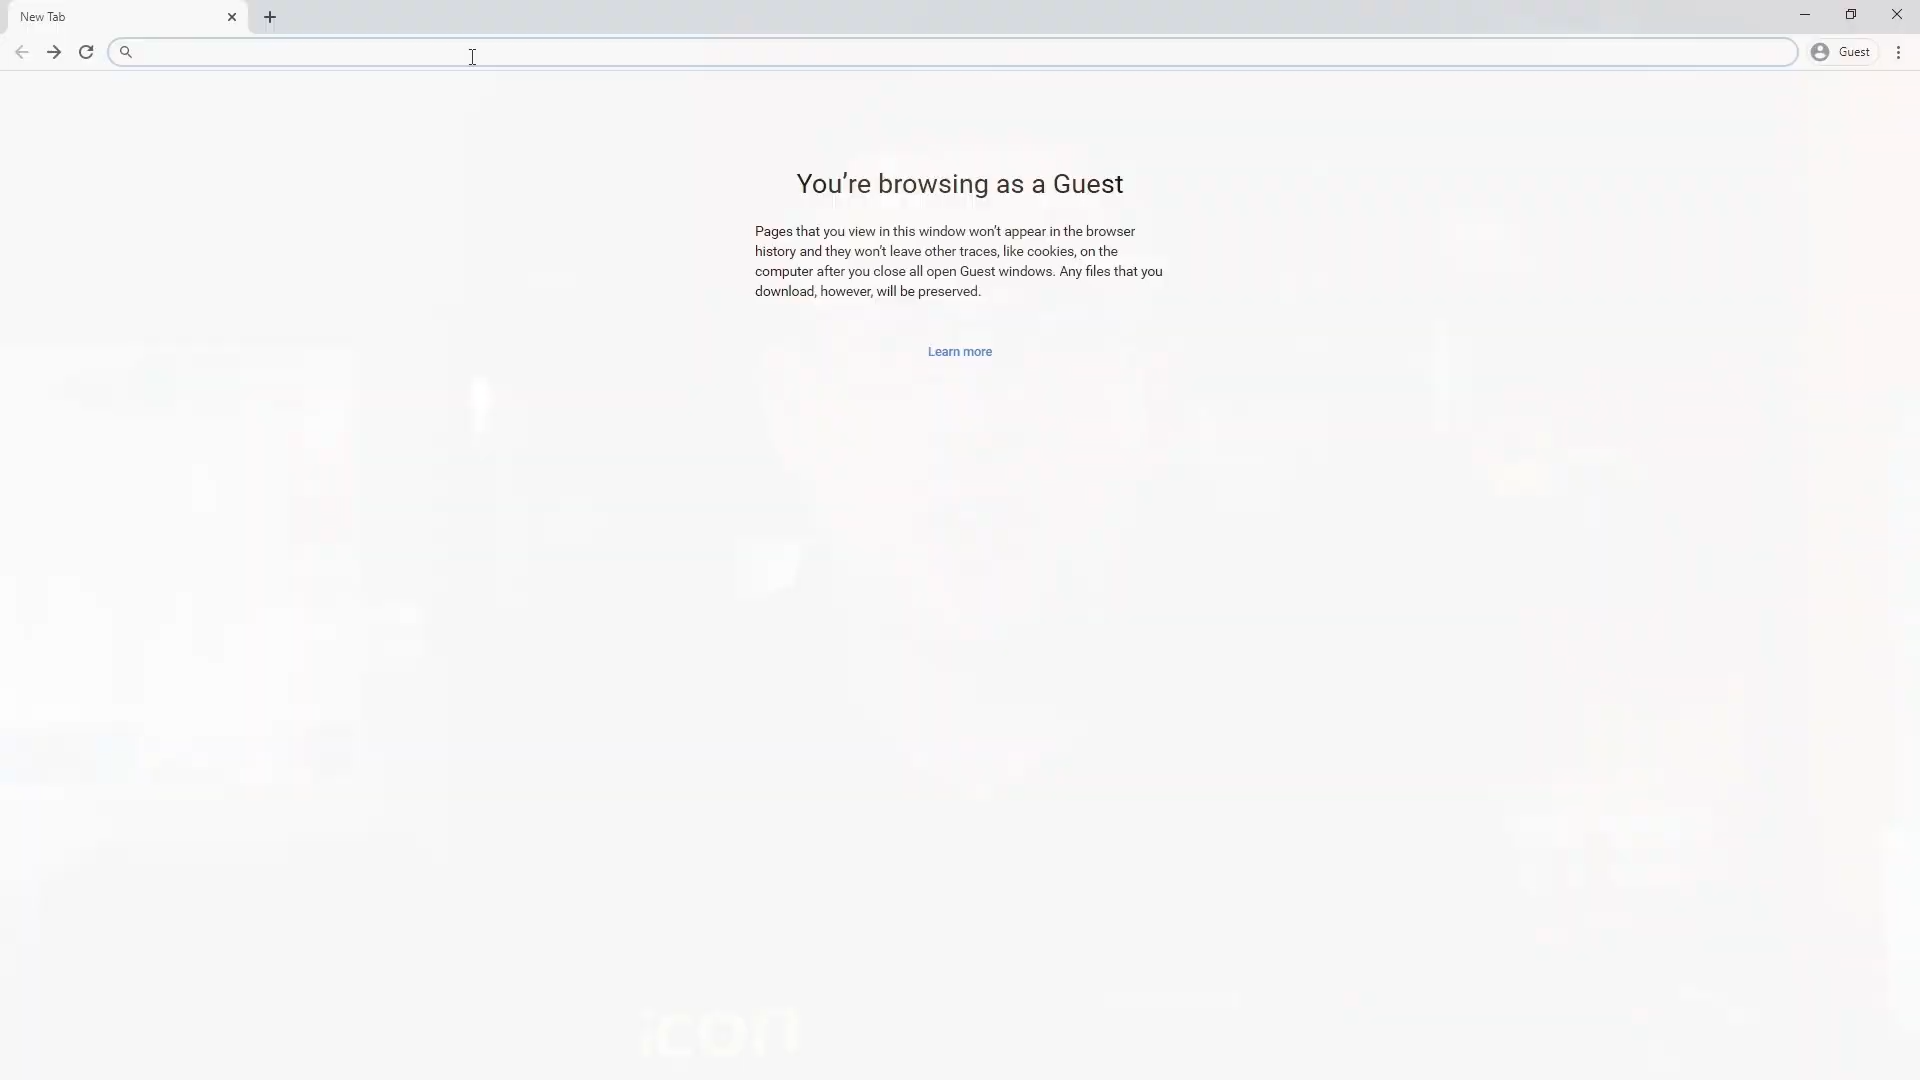 New Tab
Guest
You’re browsing as a Guest
Pages that you view in this window won’t appear in the browser
history and they won’t leave other traces, like cookies, on the
computer after you close all open Guest windows. Any files that you
download, however, will be preserved.
Learn more
icon